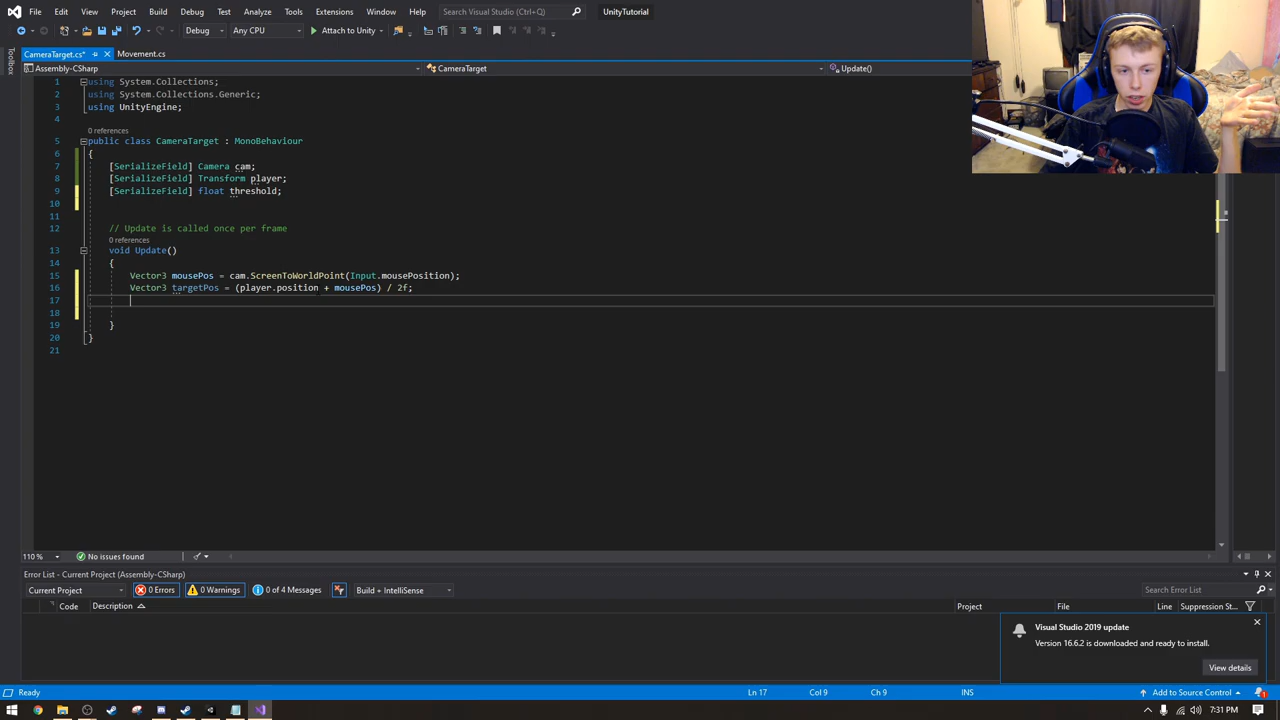 File Edit View Project Build Debug Test Analyze Tools Extensions Window Help Search Visual Studio (Ctrl+Q) UnityTutorial
Debug Any CPU Attach to Unity
Toolbox
CameraTarget.cs* Movement.cs
Assembly-CSharp CameraTarget Update()
1 using System.Collections;
2 using System.Collections.Generic;
3 using UnityEngine;
4
0 references
5 public class CameraTarget : MonoBehaviour
6 {
7 [SerializeField] Camera cam;
8 [SerializeField] Transform player;
9 [SerializeField] float threshold;
10
11
12 // Update is called once per frame
0 references
13 void Update()
14 {
15 Vector3 mousePos = cam.ScreenToWorldPoint(Input.mousePosition);
16 Vector3 targetPos = (player.position + mousePos) / 2f;
17
18
19 }
20 }
21
110 % No issues found
Error List - Current Project (Assembly-CSharp)
Current Project 0 Errors 0 Warnings 0 of 4 Messages Build + IntelliSense Search Error List
Code Description Project File Line Suppression St...
Visual Studio 2019 update
Version 16.6.2 is downloaded and ready to install.
View details
Ready Ln 17 Col 9 Ch 9 INS Add to Source Control 1
7:31 PM